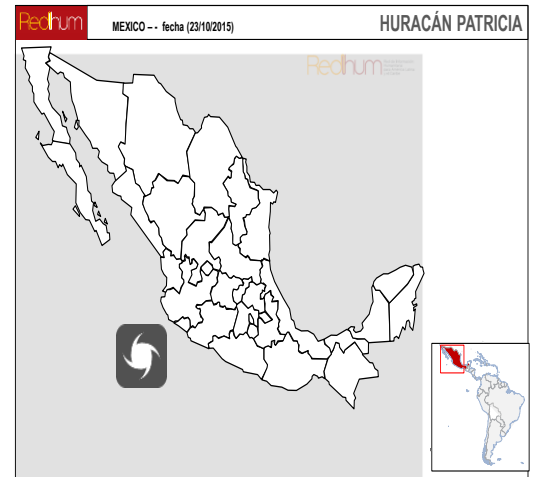 Redhum
MEXICO – - fecha (23/10/2015)
HURACÁN PATRICIA
Redhum